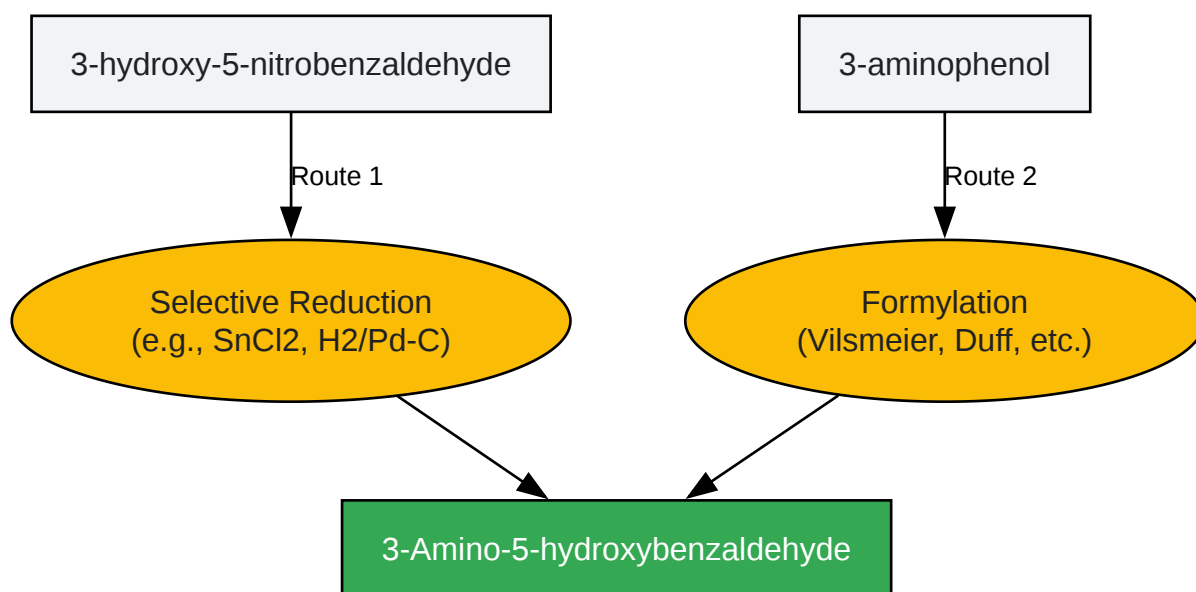 3-hydroxy-5-nitrobenzaldehyde
3-aminophenol
Route 1
Route 2
Selective Reduction
(e.g., SnCl2, H2/Pd-C)
Formylation
(Vilsmeier, Duff, etc.)
3-Amino-5-hydroxybenzaldehyde